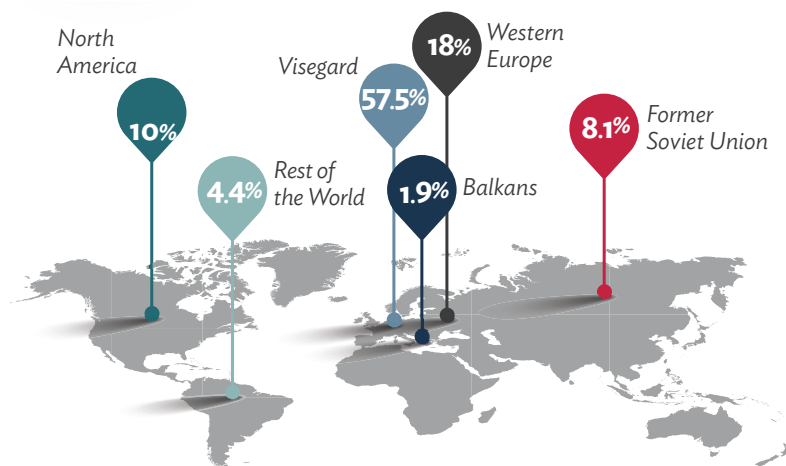 North
America
10%
Visegard
57.5%
Western
Europe
18%
Former
Soviet Union
8.1%
Rest of
the World
4.4%
Balkans
1.9%